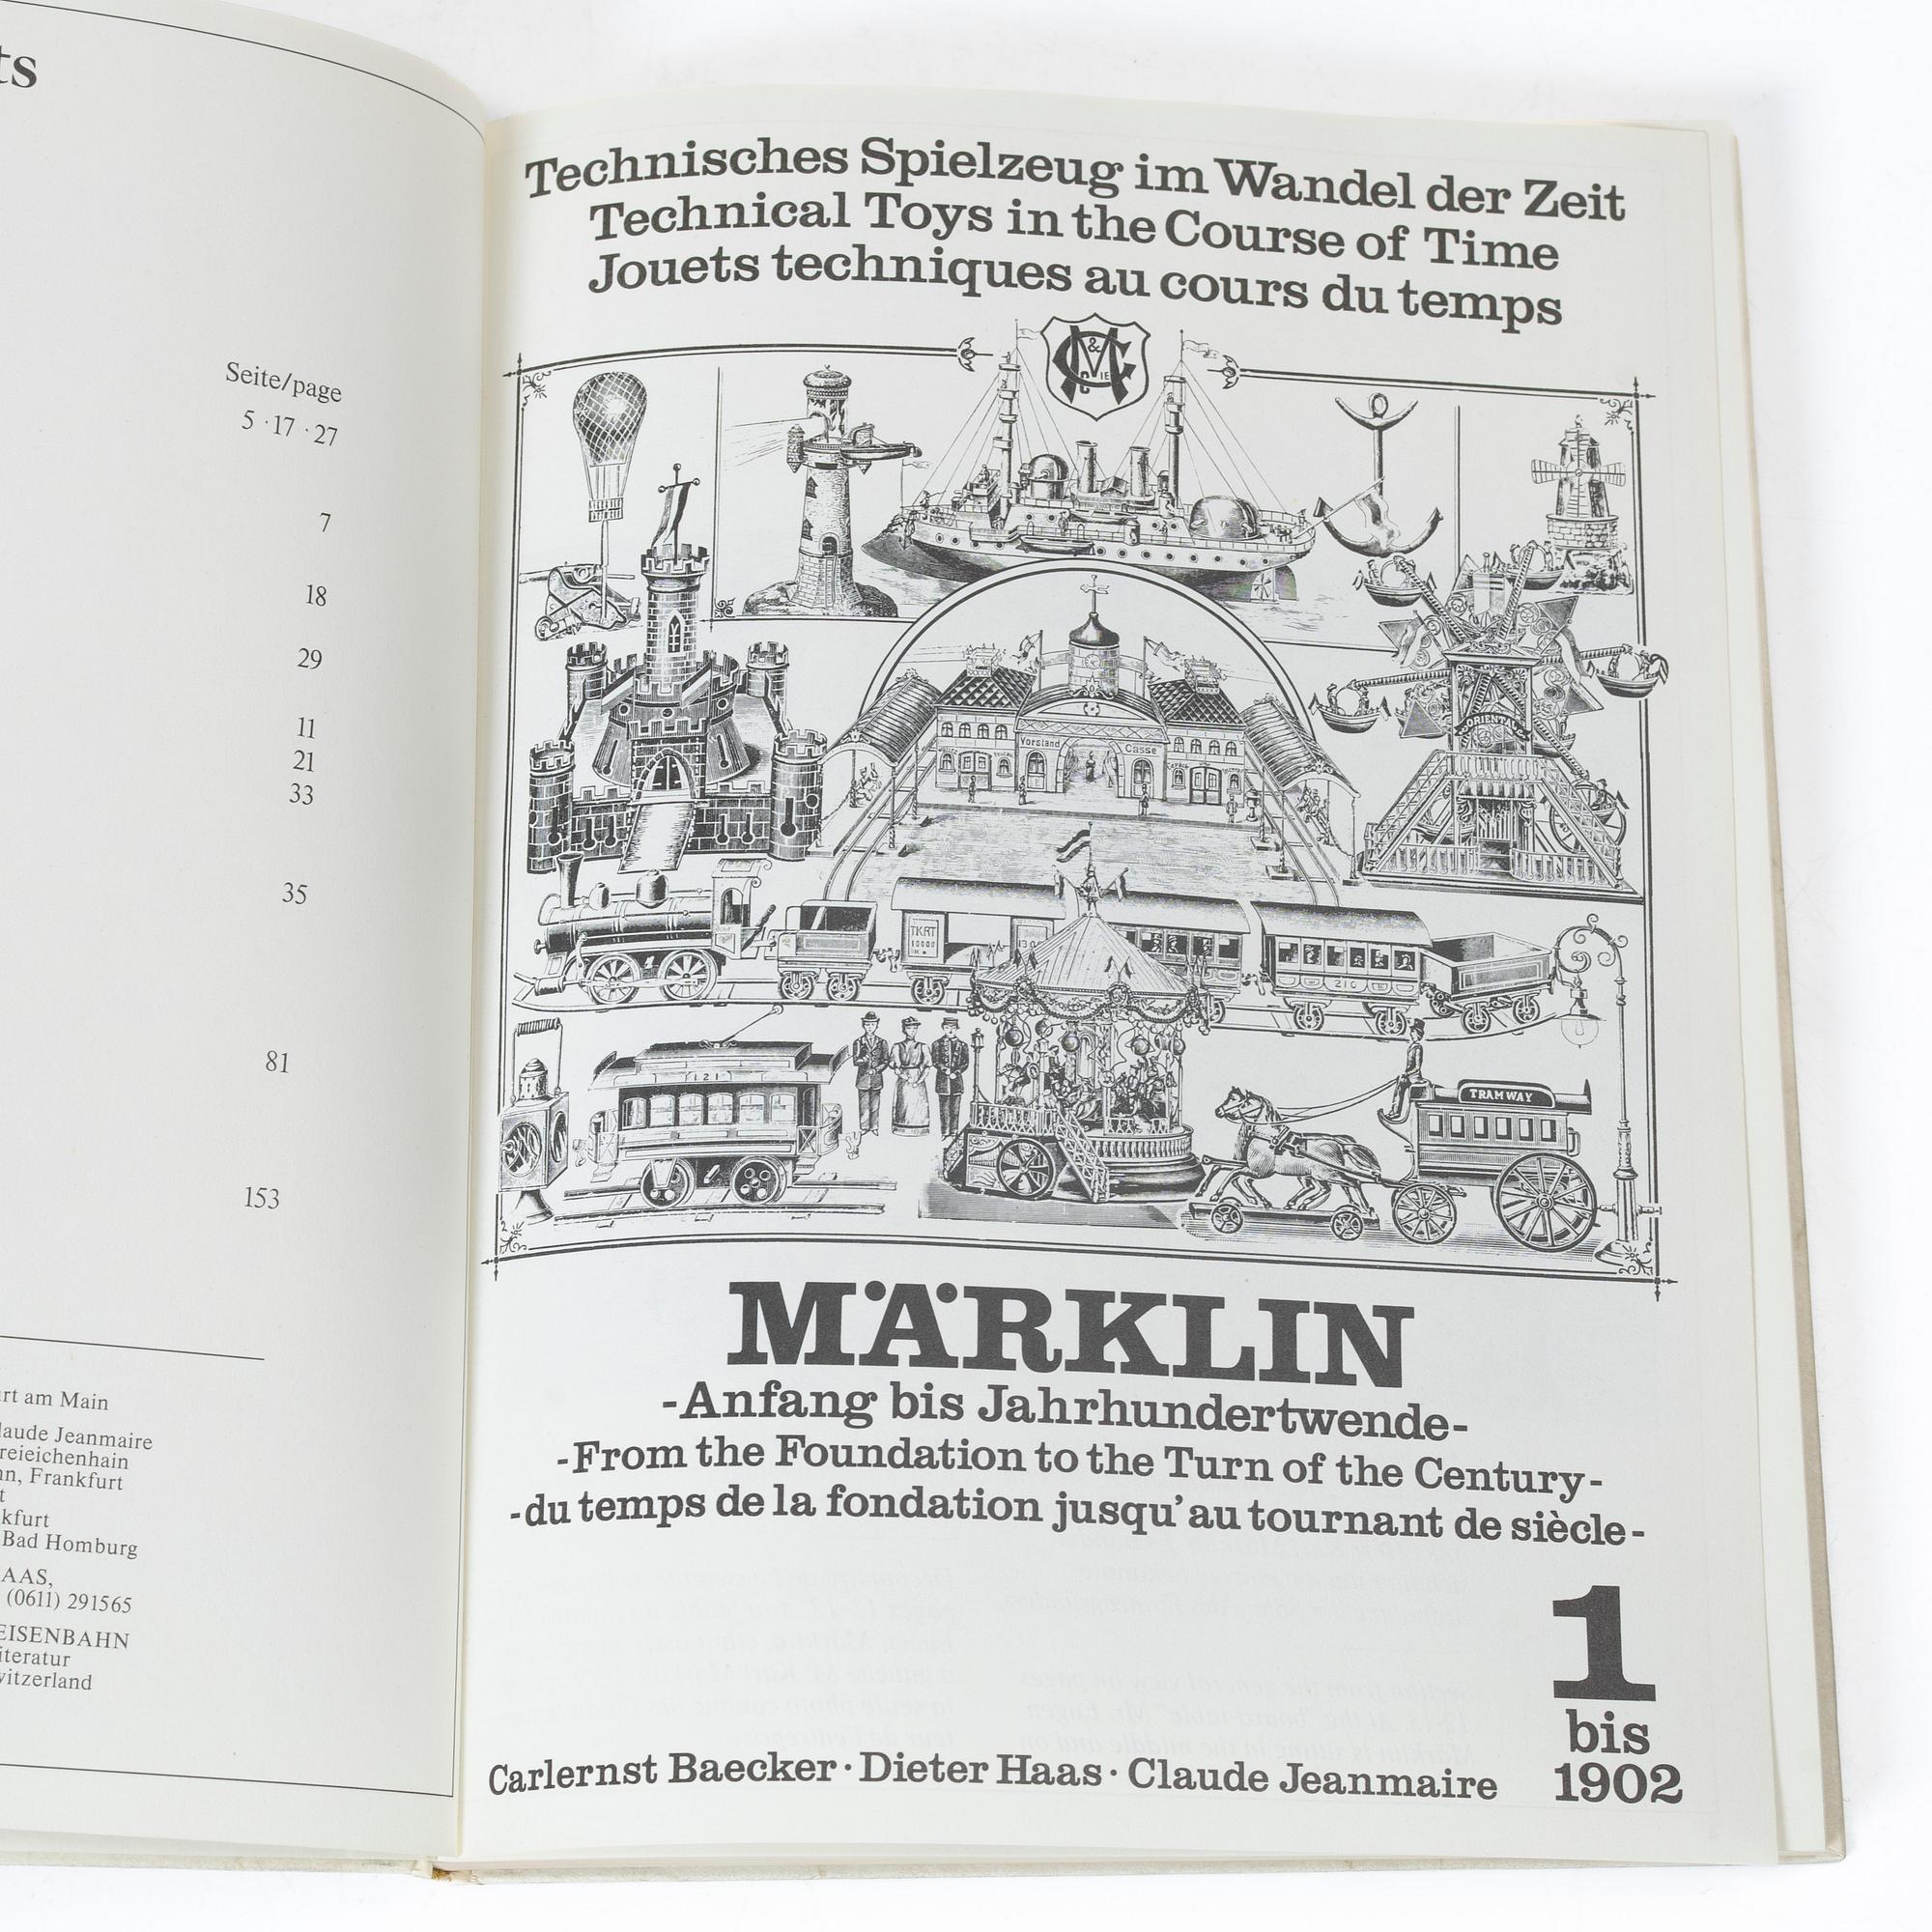 ts
Seite/page
5 · 17 · 27
7
18
29
11
21
33
35
81
153
rt am Main
laude Jeanmaire
reieichenhain
nn, Frankfurt
t
kfurt
Bad Homburg
AAS,
(0611) 291565
EISENBAHN
iteratur
witzerland
Technisches Spielzeug im Wandel der Zeit
Technical Toys in the Course of Time
Jouets techniques au cours du temps
ORIENTAL
Vorstand Casse
TKRT
10000
210
121
TRAMWAY
MÄRKLIN
-Anfang bis Jahrhundertwende-
-From the Foundation to the Turn of the Century-
-du temps de la fondation jusqu'au tournant de siècle-
1
bis
1902
Carlernst Baecker · Dieter Haas · Claude Jeanmaire